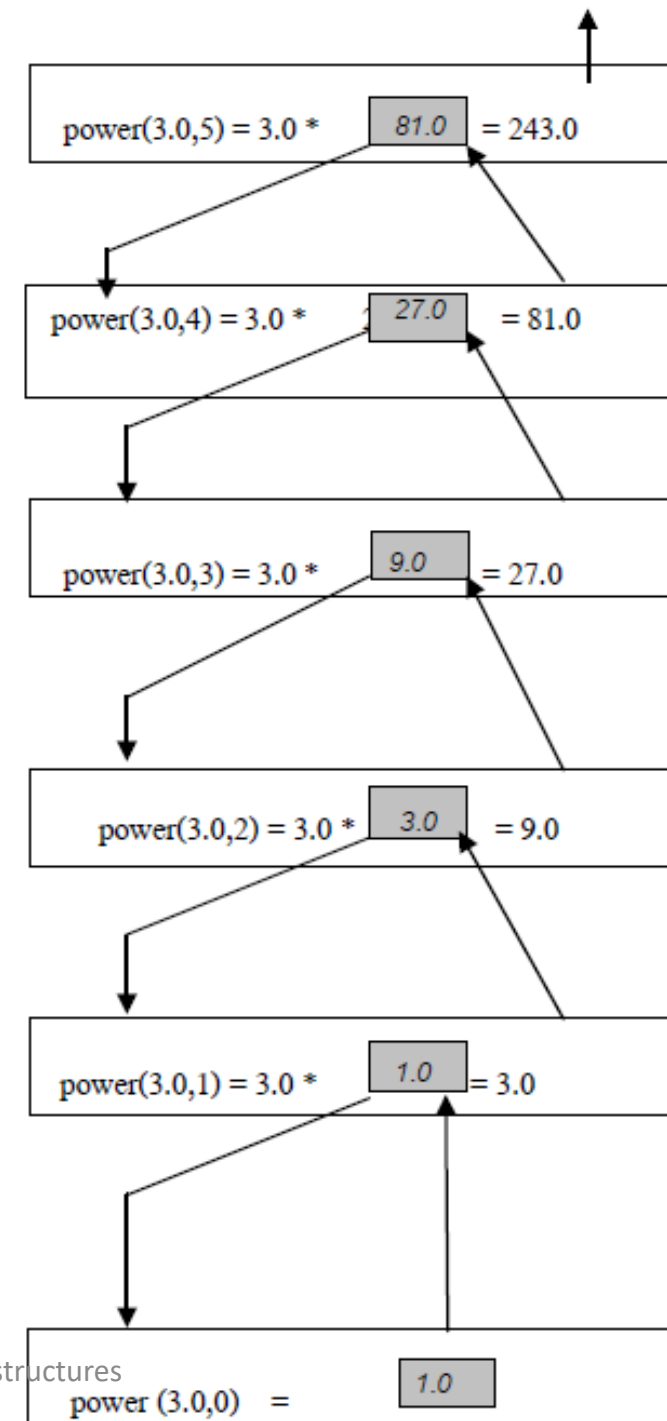 power(3.0,5) = 3.0 * 81.0 = 243.0
power(3.0,4) = 3.0 * 27.0 = 81.0
power(3.0,3) = 3.0 * 9.0 = 27.0
power(3.0,2) = 3.0 * 3.0 = 9.0
power(3.0,1) = 3.0 * 1.0 = 3.0
structures
power (3.0,0) = 1.0